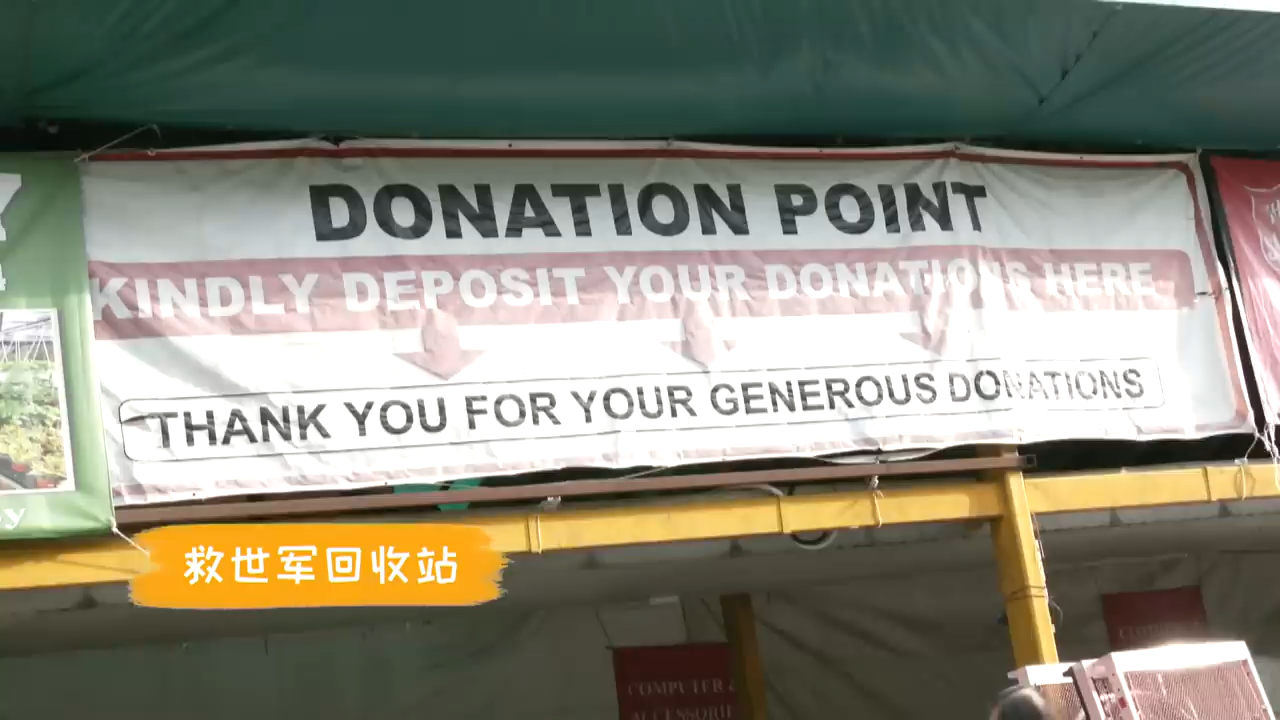 DONATION POINT
KINDLY DEPOSIT YOUR DONATIONS HERE
THANK YOU FOR YOUR GENEROUS DONATIONS
救世军回收站
COMPUTER &
ACCESSORIE